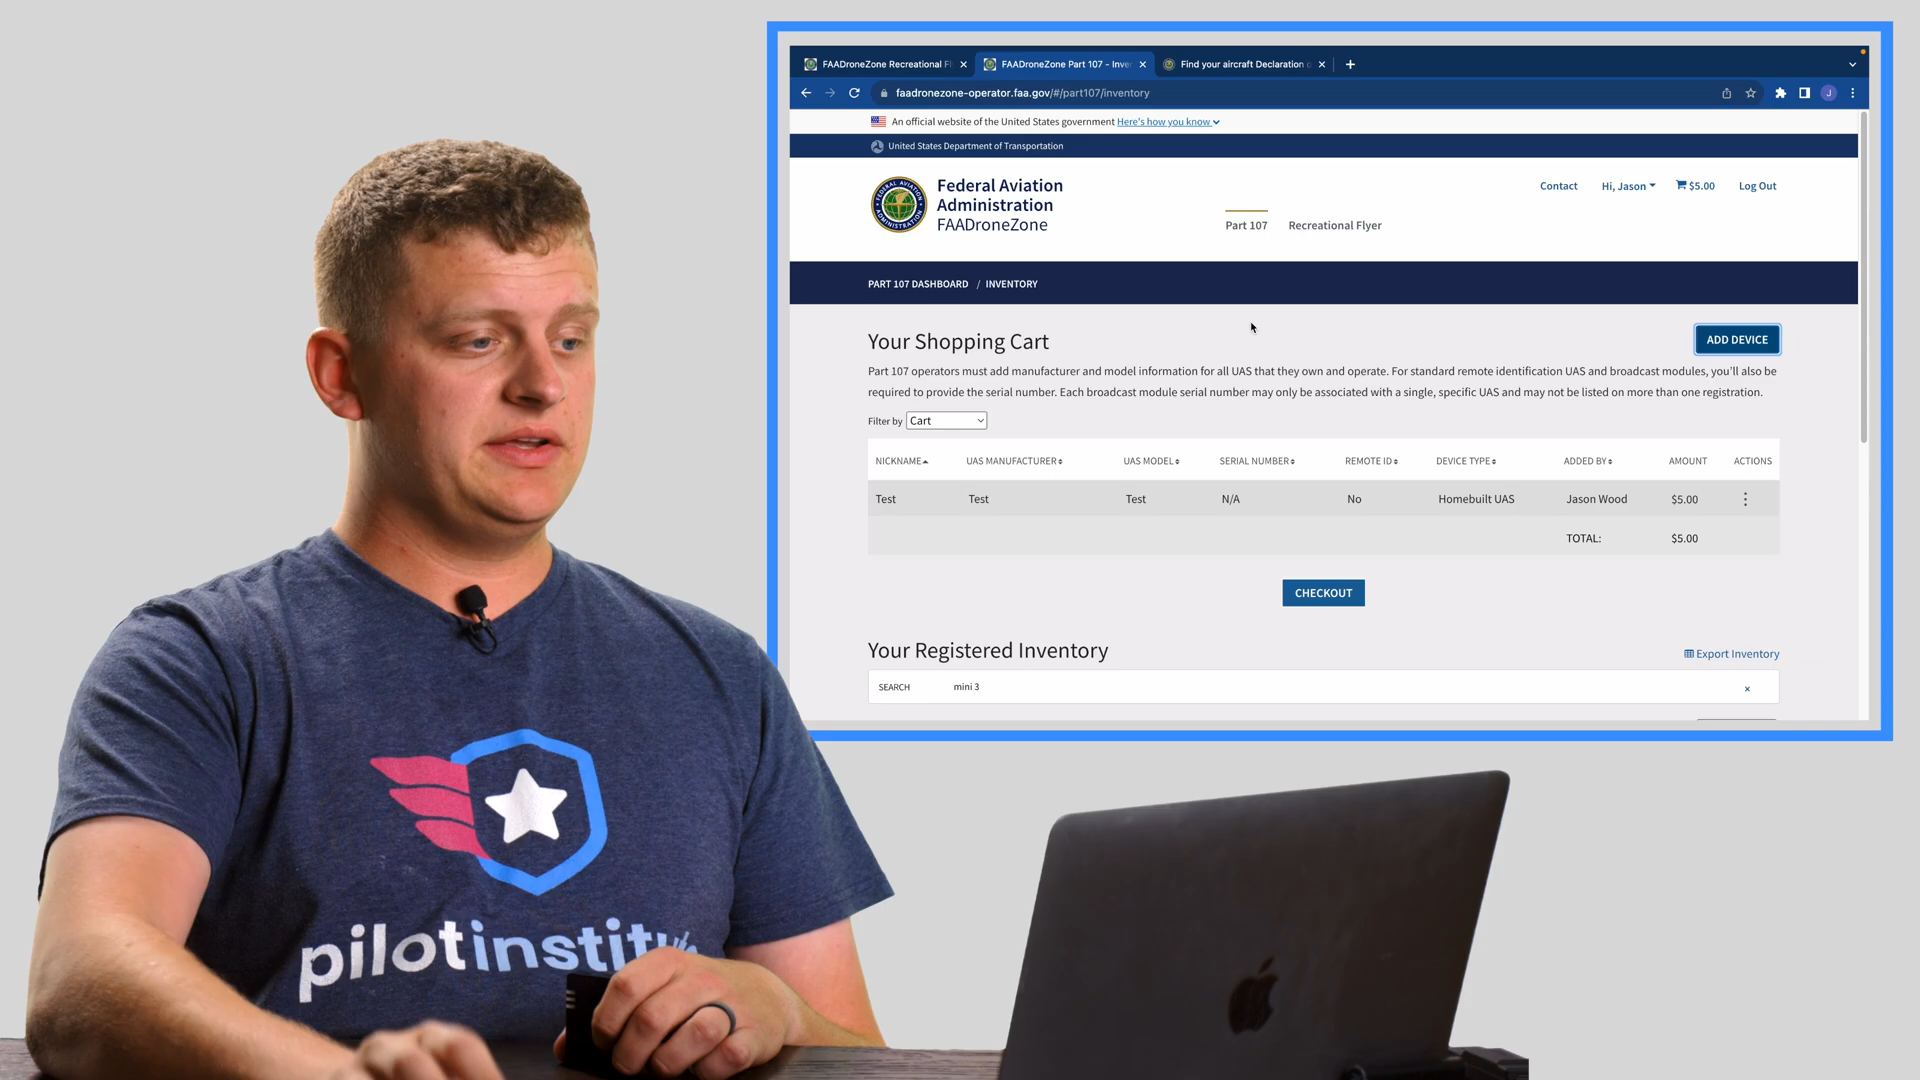 FAADroneZone Recreational Fl
FAADroneZone Part 107 - Inve
Find your aircraft Declaration o
faadronezone-operator.faa.gov/#/part107/inventory
J
An official website of the United States government Here's how you know
United States Department of Transportation
Federal Aviation
Administration
FAADroneZone
Part 107
Recreational Flyer
Contact
Hi, Jason
$5.00
Log Out
PART 107 DASHBOARD / INVENTORY
Your Shopping Cart
ADD DEVICE
Part 107 operators must add manufacturer and model information for all UAS that they own and operate. For standard remote identification UAS and broadcast modules, you'll also be
required to provide the serial number. Each broadcast module serial number may only be associated with a single, specific UAS and may not be listed on more than one registration.
Filter by Cart
NICKNAME UAS MANUFACTURER UAS MODEL SERIAL NUMBER REMOTE ID DEVICE TYPE ADDED BY AMOUNT ACTIONS
Test Test Test N/A No Homebuilt UAS Jason Wood $5.00
TOTAL: $5.00
CHECKOUT
Your Registered Inventory
Export Inventory
SEARCH mini 3
pilotinstitu